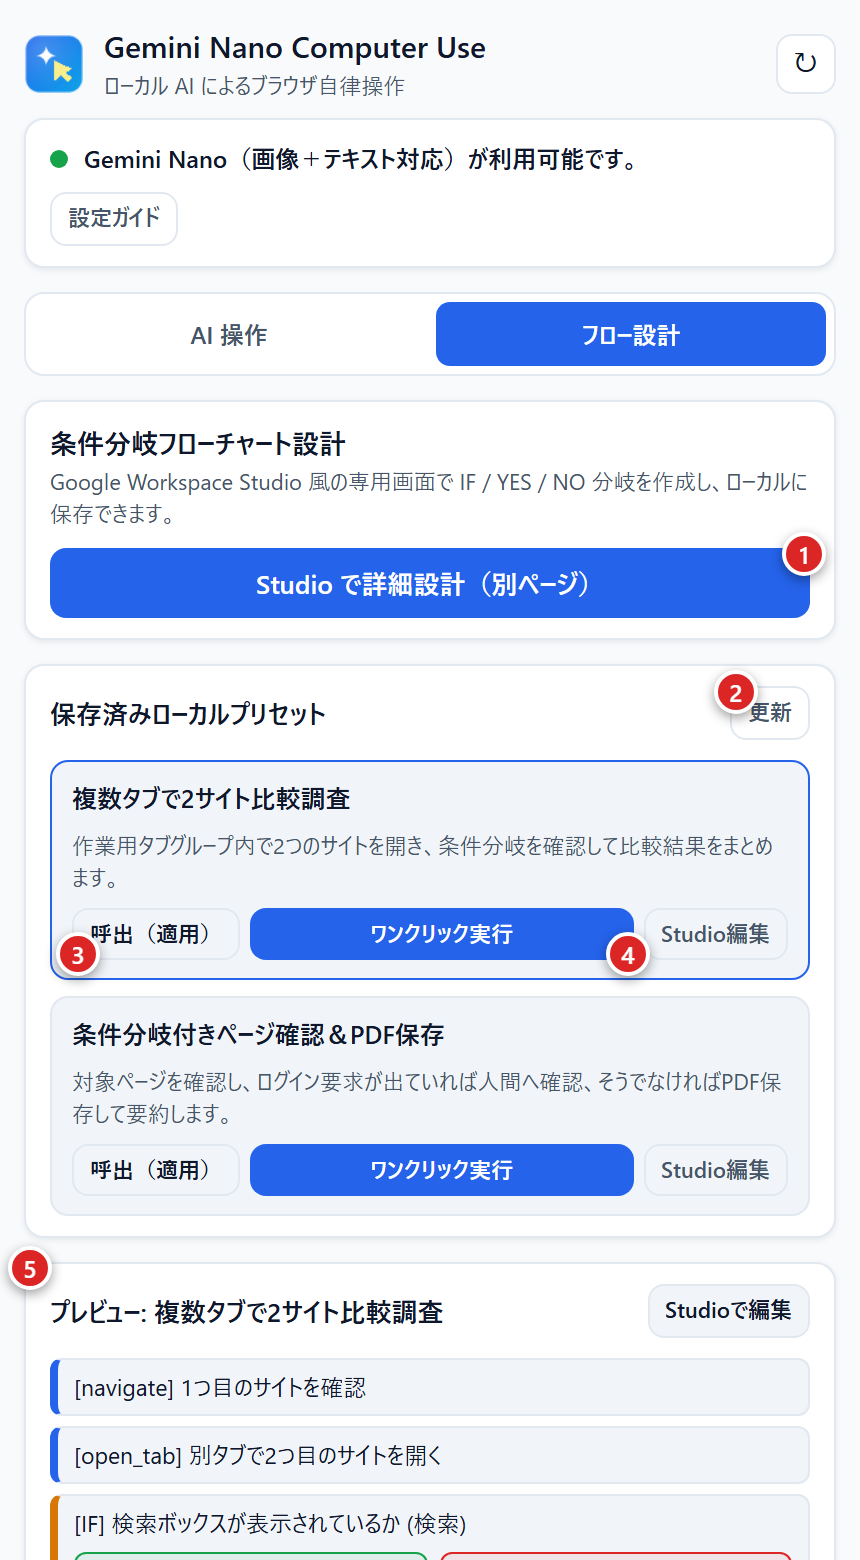 Gemini Nano Computer Use
ローカル AI によるブラウザ自律操作
↻
Gemini Nano（画像＋テキスト対応）が利用可能です。
設定ガイド
AI 操作
フロー設計
条件分岐フローチャート設計
Google Workspace Studio 風の専用画面で IF / YES / NO 分岐を作成し、ローカルに
保存できます。
1
Studio で詳細設計（別ページ）
2
保存済みローカルプリセット
更新
複数タブで2サイト比較調査
作業用タブグループ内で2つのサイトを開き、条件分岐を確認して比較結果をまとめ
ます。
呼出（適用）
ワンクリック実行
Studio編集
3
4
条件分岐付きページ確認＆PDF保存
対象ページを確認し、ログイン要求が出ていれば人間へ確認、そうでなければPDF保
存して要約します。
呼出（適用）
ワンクリック実行
Studio編集
5
プレビュー: 複数タブで2サイト比較調査
Studioで編集
[navigate] 1つ目のサイトを確認
[open_tab] 別タブで2つ目のサイトを開く
[IF] 検索ボックスが表示されているか (検索)